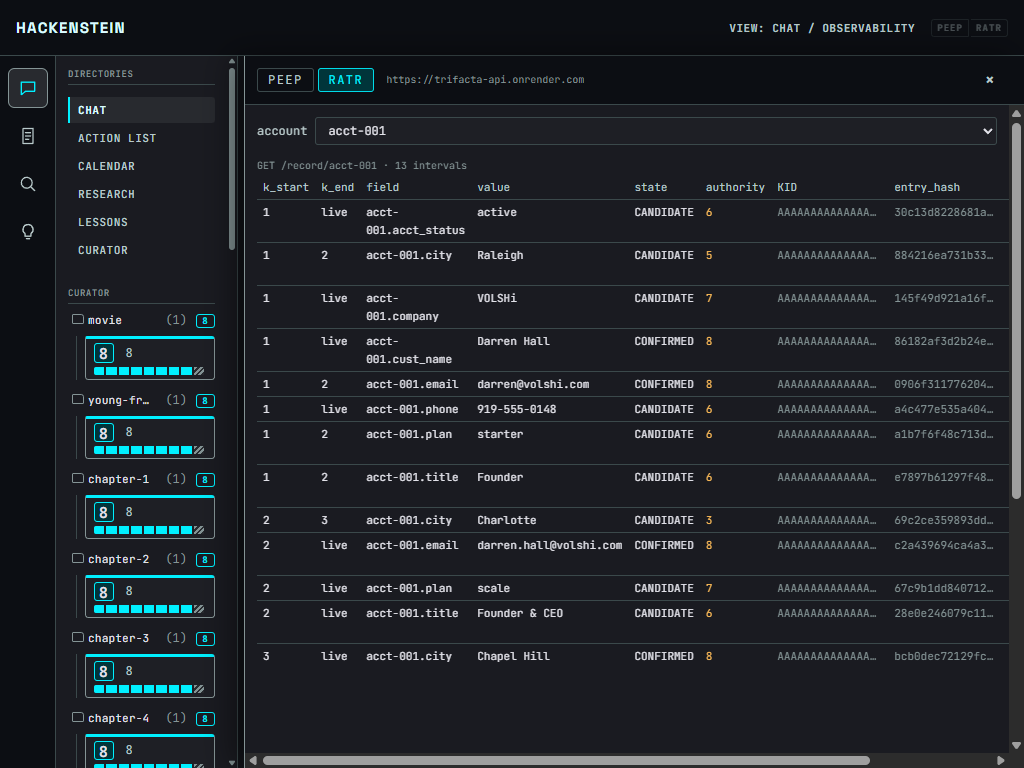 HACKENSTEIN
VIEW: CHAT / OBSERVABILITY
PEEP RATR
DIRECTORIES
CHAT
ACTION LIST
CALENDAR
RESEARCH
LESSONS
CURATOR
CURATOR
movie (1) 8
8 8
young-fr… (1) 8
8 8
chapter-1 (1) 8
8 8
chapter-2 (1) 8
8 8
chapter-3 (1) 8
8 8
chapter-4 (1) 8
8 8
PEEP RATR https://trifacta-api.onrender.com ×
account acct-001
GET /record/acct-001 · 13 intervals
k_start k_end field value state authority KID entry_hash
1 live acct-001.acct_status active CANDIDATE 6 AAAAAAAAAAAAAA… 30c13d8228681a…
1 2 acct-001.city Raleigh CANDIDATE 5 AAAAAAAAAAAAAA… 884216ea731b33…
1 live acct-001.company VOLSHi CANDIDATE 7 AAAAAAAAAAAAAA… 145f49d921a16f…
1 live acct-001.cust_name Darren Hall CONFIRMED 8 AAAAAAAAAAAAAA… 86182af3d2b24e…
1 2 acct-001.email darren@volshi.com CONFIRMED 8 AAAAAAAAAAAAAA… 0906f311776204…
1 live acct-001.phone 919-555-0148 CANDIDATE 6 AAAAAAAAAAAAAA… a4c477e535a404…
1 2 acct-001.plan starter CANDIDATE 6 AAAAAAAAAAAAAA… a1b7f6f48c713d…
1 2 acct-001.title Founder CANDIDATE 6 AAAAAAAAAAAAAA… e7897b61297f48…
2 3 acct-001.city Charlotte CANDIDATE 3 AAAAAAAAAAAAAA… 69c2ce359893dd…
2 live acct-001.email darren.hall@volshi.com CONFIRMED 8 AAAAAAAAAAAAAA… c2a439694ca4a3…
2 live acct-001.plan scale CANDIDATE 7 AAAAAAAAAAAAAA… 67c9b1dd840712…
2 live acct-001.title Founder & CEO CANDIDATE 6 AAAAAAAAAAAAAA… 28e0e246079c11…
3 live acct-001.city Chapel Hill CONFIRMED 8 AAAAAAAAAAAAAA… bcb0dec72129fc…